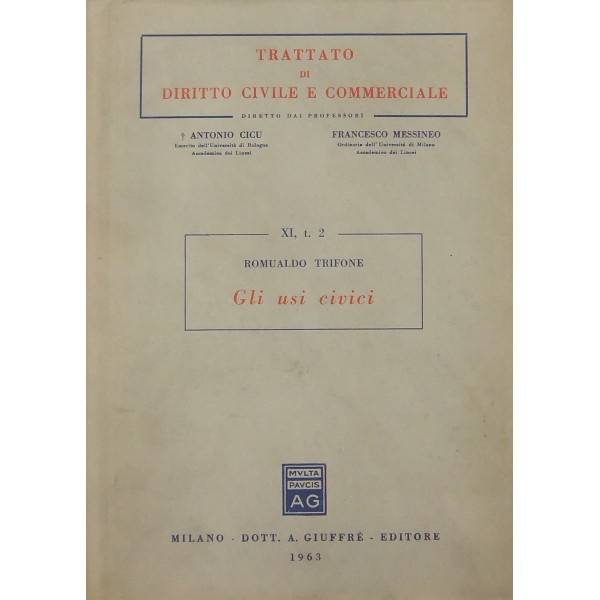 TRATTATO
DI
DIRITTO CIVILE E COMMERCIALE
DIRETTO DAI PROFESSORI
† ANTONIO CICU
Emerito dell'Università di Bologna
Accademico dei Lincei
FRANCESCO MESSINEO
Ordinario dell'Università di Milano
Accademico dei Lincei
XI, t. 2
ROMUALDO TRIFONE
Gli usi civici
MVLTA
PAVCIS
AG
MILANO - DOTT. A. GIUFFRÈ - EDITORE
1963